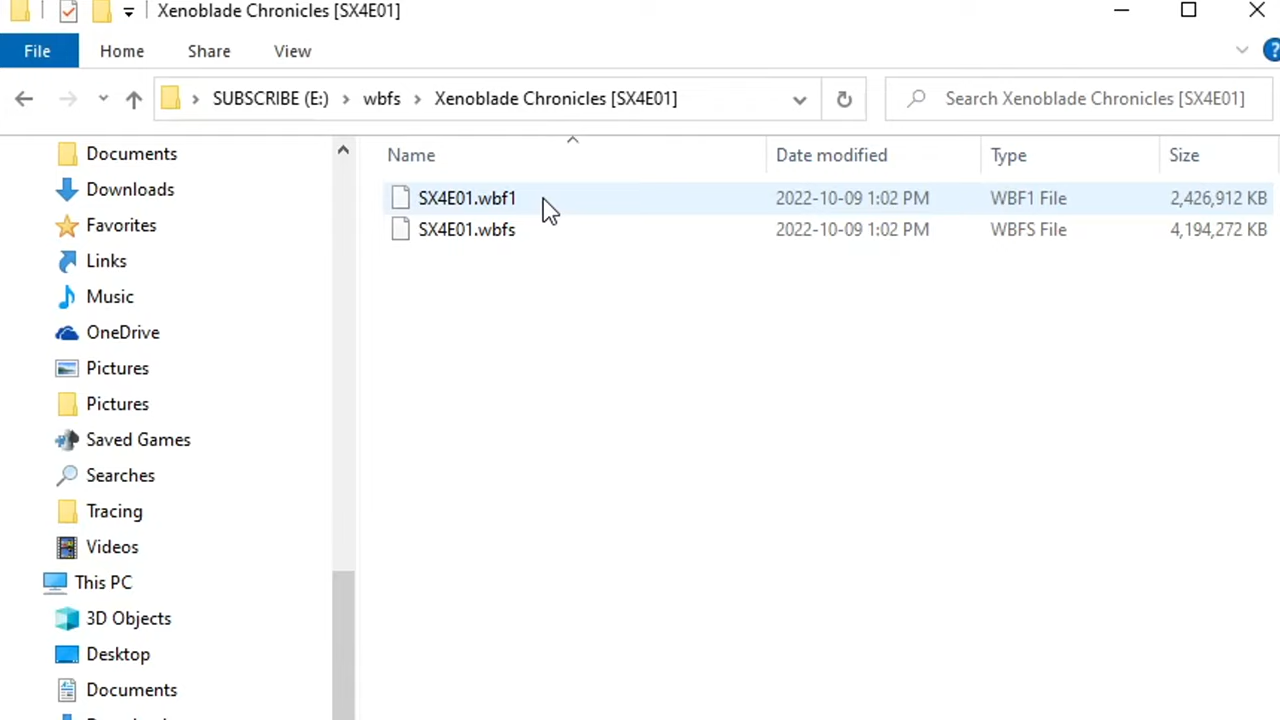 Xenoblade Chronicles [SX4E01]
File Home Share View
SUBSCRIBE (E:) wbfs Xenoblade Chronicles [SX4E01] Search Xenoblade Chronicles [SX4E01]
Name Date modified Type Size
SX4E01.wbf1 2022-10-09 1:02 PM WBF1 File 2,426,912 KB
SX4E01.wbfs 2022-10-09 1:02 PM WBFS File 4,194,272 KB
Documents
Downloads
Favorites
Links
Music
OneDrive
Pictures
Pictures
Saved Games
Searches
Tracing
Videos
This PC
3D Objects
Desktop
Documents